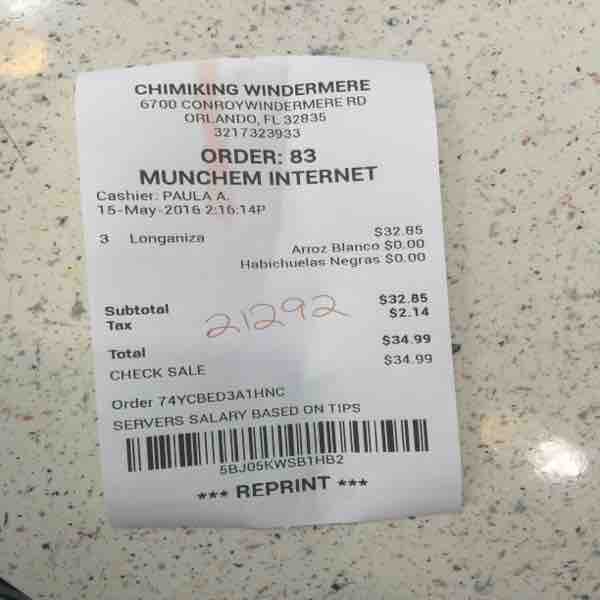 CHIMIKING WINDERMERE
6700 CONROYWINDERMERE RD
ORLANDO, FL 32835
3217323933
ORDER: 83
MUNCHEM INTERNET
Cashier: PAULA A.
15-May-2016 2:16:14P
3 Longaniza $32.85
Arroz Blanco $0.00
Habichuelas Negras $0.00
Subtotal $32.85
Tax $2.14
21292
Total $34.99
CHECK SALE $34.99
Order 74YCBED3A1HNC
SERVERS SALARY BASED ON TIPS
5BJ05KWSB1HB2
*** REPRINT ***